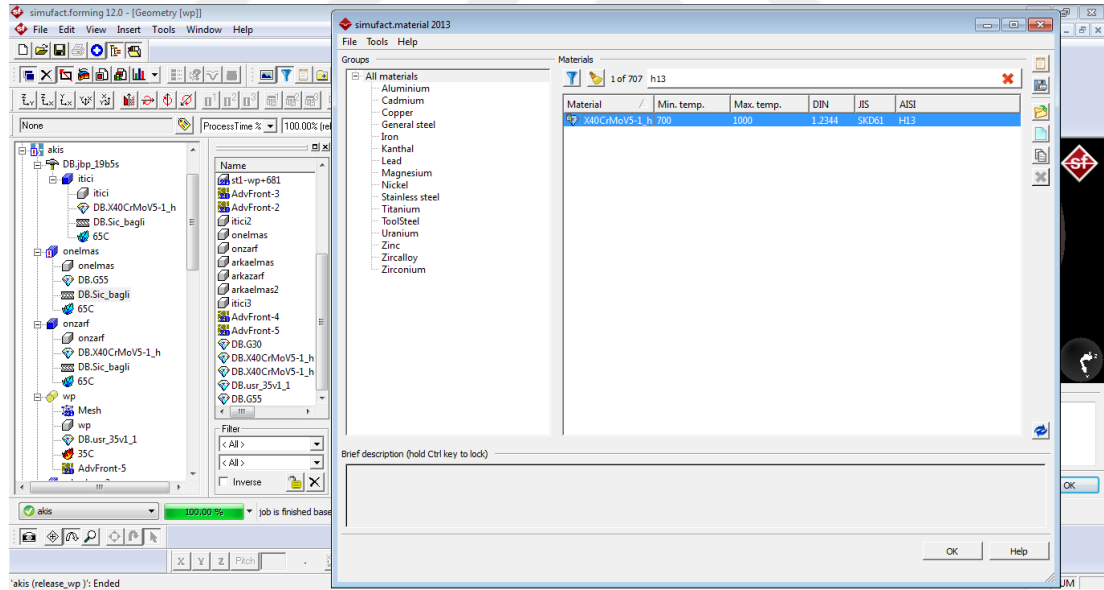 simufact.forming 12.0 - [Geometry [wp]]
File Edit View Insert Tools Window Help
None
ProcessTime %
100.00% (rel
akis
DB.jbp_19b5s
itici
itici
DB.X40CrMoV5-1_h
DB.Sic_bagli
65C
onelmas
onelmas
DB.G55
DB.Sic_bagli
65C
onzarf
onzarf
DB.X40CrMoV5-1_h
DB.Sic_bagli
65C
wp
Mesh
wp
DB.usr_35v1_1
35C
AdvFront-5
Name
st1-wp+681
AdvFront-3
AdvFront-2
itici2
onelmas
onzarf
arkaelmas
arkazarf
arkaelmas2
itici3
AdvFront-4
AdvFront-5
DB.G30
DB.X40CrMoV5-1_h
DB.X40CrMoV5-1_h
DB.usr_35v1_1
DB.G55
Filter
< All >
< All >
Inverse
akis
100.00 %
job is finished base
X Y Z Pitch
'akis (release_wp )': Ended
simufact.material 2013
File Tools Help
Groups
All materials
Aluminium
Cadmium
Copper
General steel
Iron
Kanthal
Lead
Magnesium
Nickel
Stainless steel
Titanium
ToolSteel
Uranium
Zinc
Zircalloy
Zirconium
Materials
1 of 707 h13
Material Min. temp. Max. temp. DIN JIS AISI
X40CrMoV5-1_h 700 1000 1.2344 SKD61 H13
Brief description (hold Ctrl key to lock)
OK Help
sf
OK
UM